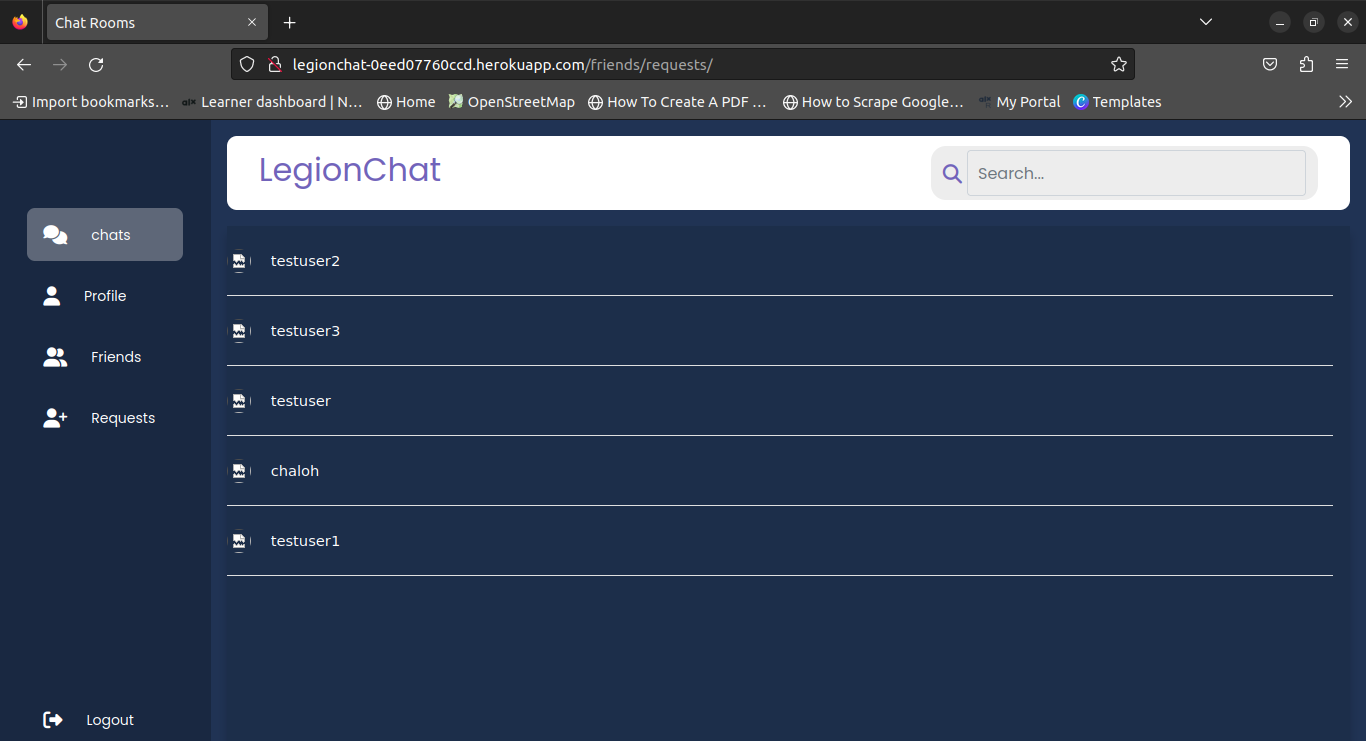 Chat Rooms
legionchat-0eed07760ccd.herokuapp.com/friends/requests/
Import bookmarks… Learner dashboard | N… Home OpenStreetMap How To Create A PDF … How to Scrape Google… My Portal Templates
LegionChat
Search...
chats
Profile
Friends
Requests
Logout
testuser2
testuser3
testuser
chaloh
testuser1